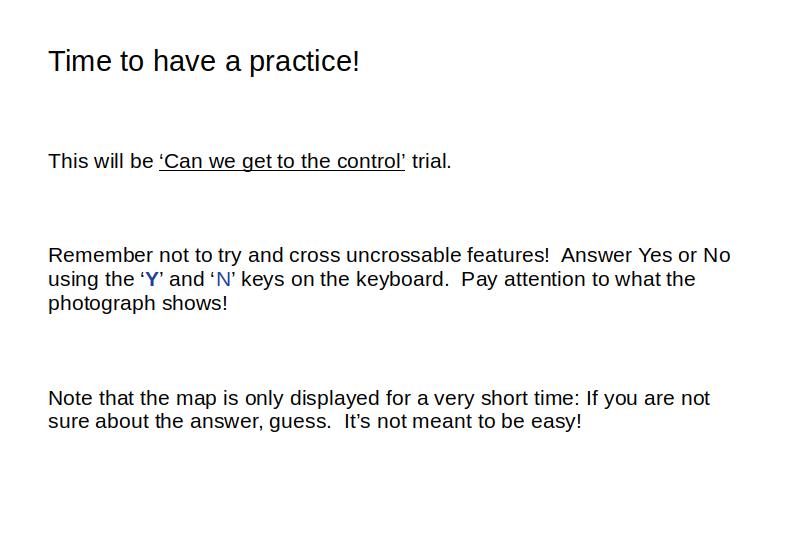 Time to have a practice!
This will be ‘Can we get to the control’ trial.
Remember not to try and cross uncrossable features!  Answer Yes or No
using the ‘Y’ and ‘N’ keys on the keyboard.  Pay attention to what the
photograph shows!
Note that the map is only displayed for a very short time: If you are not
sure about the answer, guess.  It’s not meant to be easy!